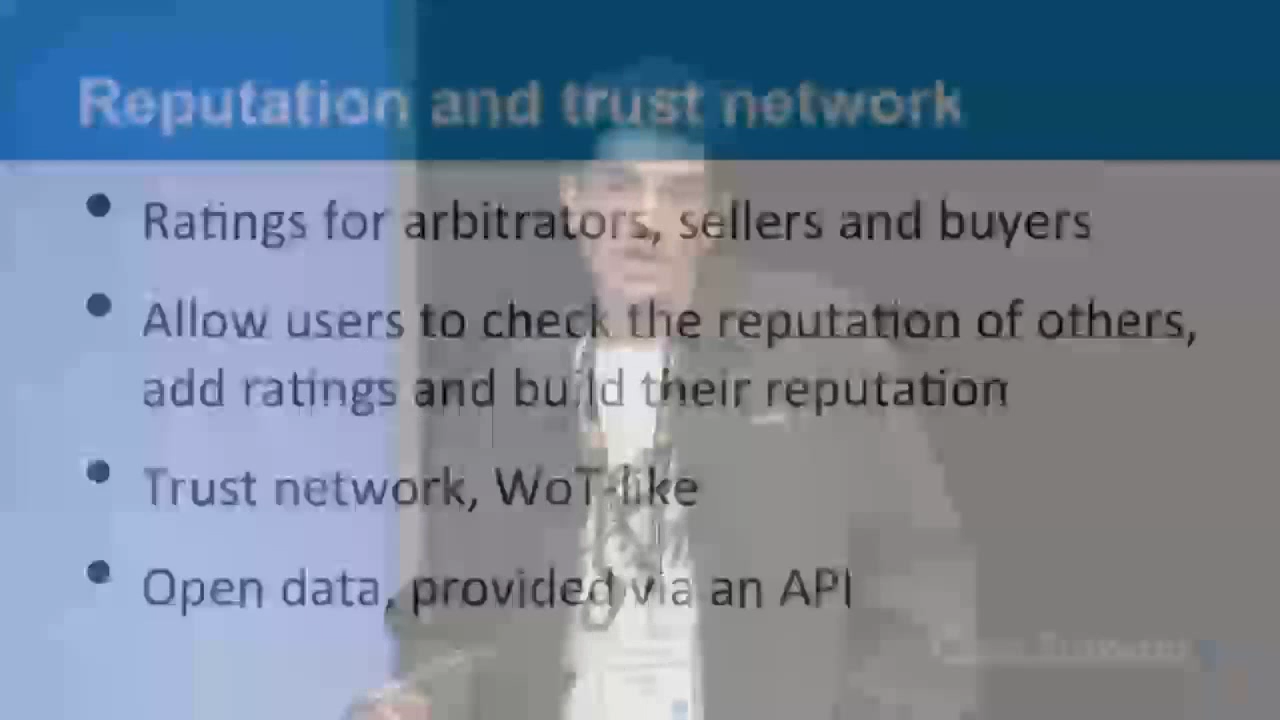 Reputation and trust network
• Ratings for arbitrators, sellers and buyers
• Allow users to check the reputation of others,
add ratings and build their reputation
• Trust network, WoT-like
• Open data, provided via an API